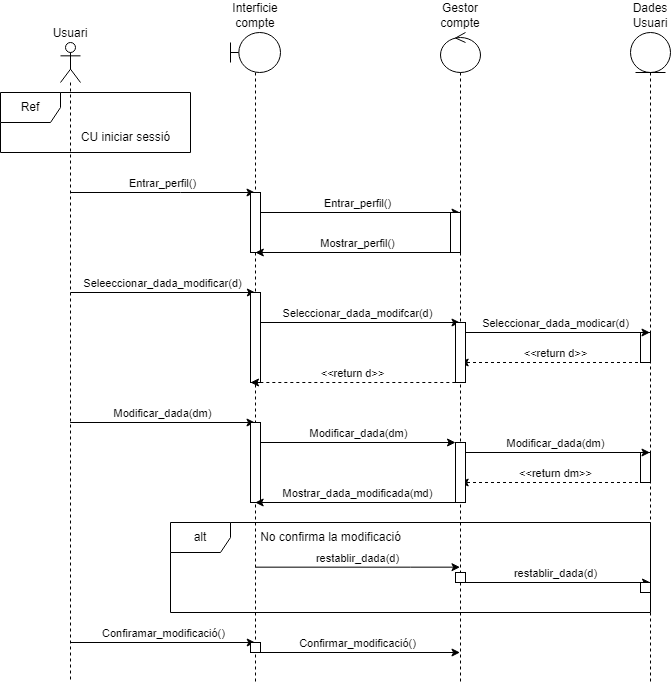 Interficie
compte
Gestor
compte
Dades
Usuari
Usuari
Ref
CU iniciar sessió
Entrar_perfil()
Entrar_perfil()
Mostrar_perfil()
Seleeccionar_dada_modificar(d)
Seleccionar_dada_modifcar(d)
Seleccionar_dada_modicar(d)
<<return d>>
<<return d>>
Modificar_dada(dm)
Modificar_dada(dm)
Modificar_dada(dm)
<<return dm>>
Mostrar_dada_modificada(md)
alt
No confirma la modificació
restablir_dada(d)
restablir_dada(d)
Confiramar_modificació()
Confirmar_modificació()